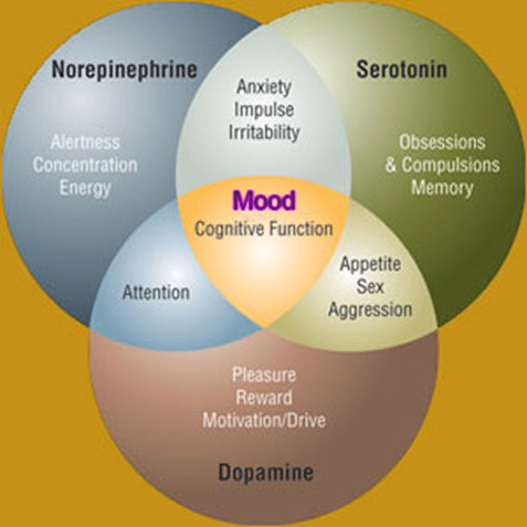 Norepinephrine
Serotonin
Anxiety
Impulse
Irritability
Alertness
Concentration
Energy
Obsessions
& Compulsions
Memory
Mood
Cognitive Function
Attention
Appetite
Sex
Aggression
Pleasure
Reward
Motivation/Drive
Dopamine